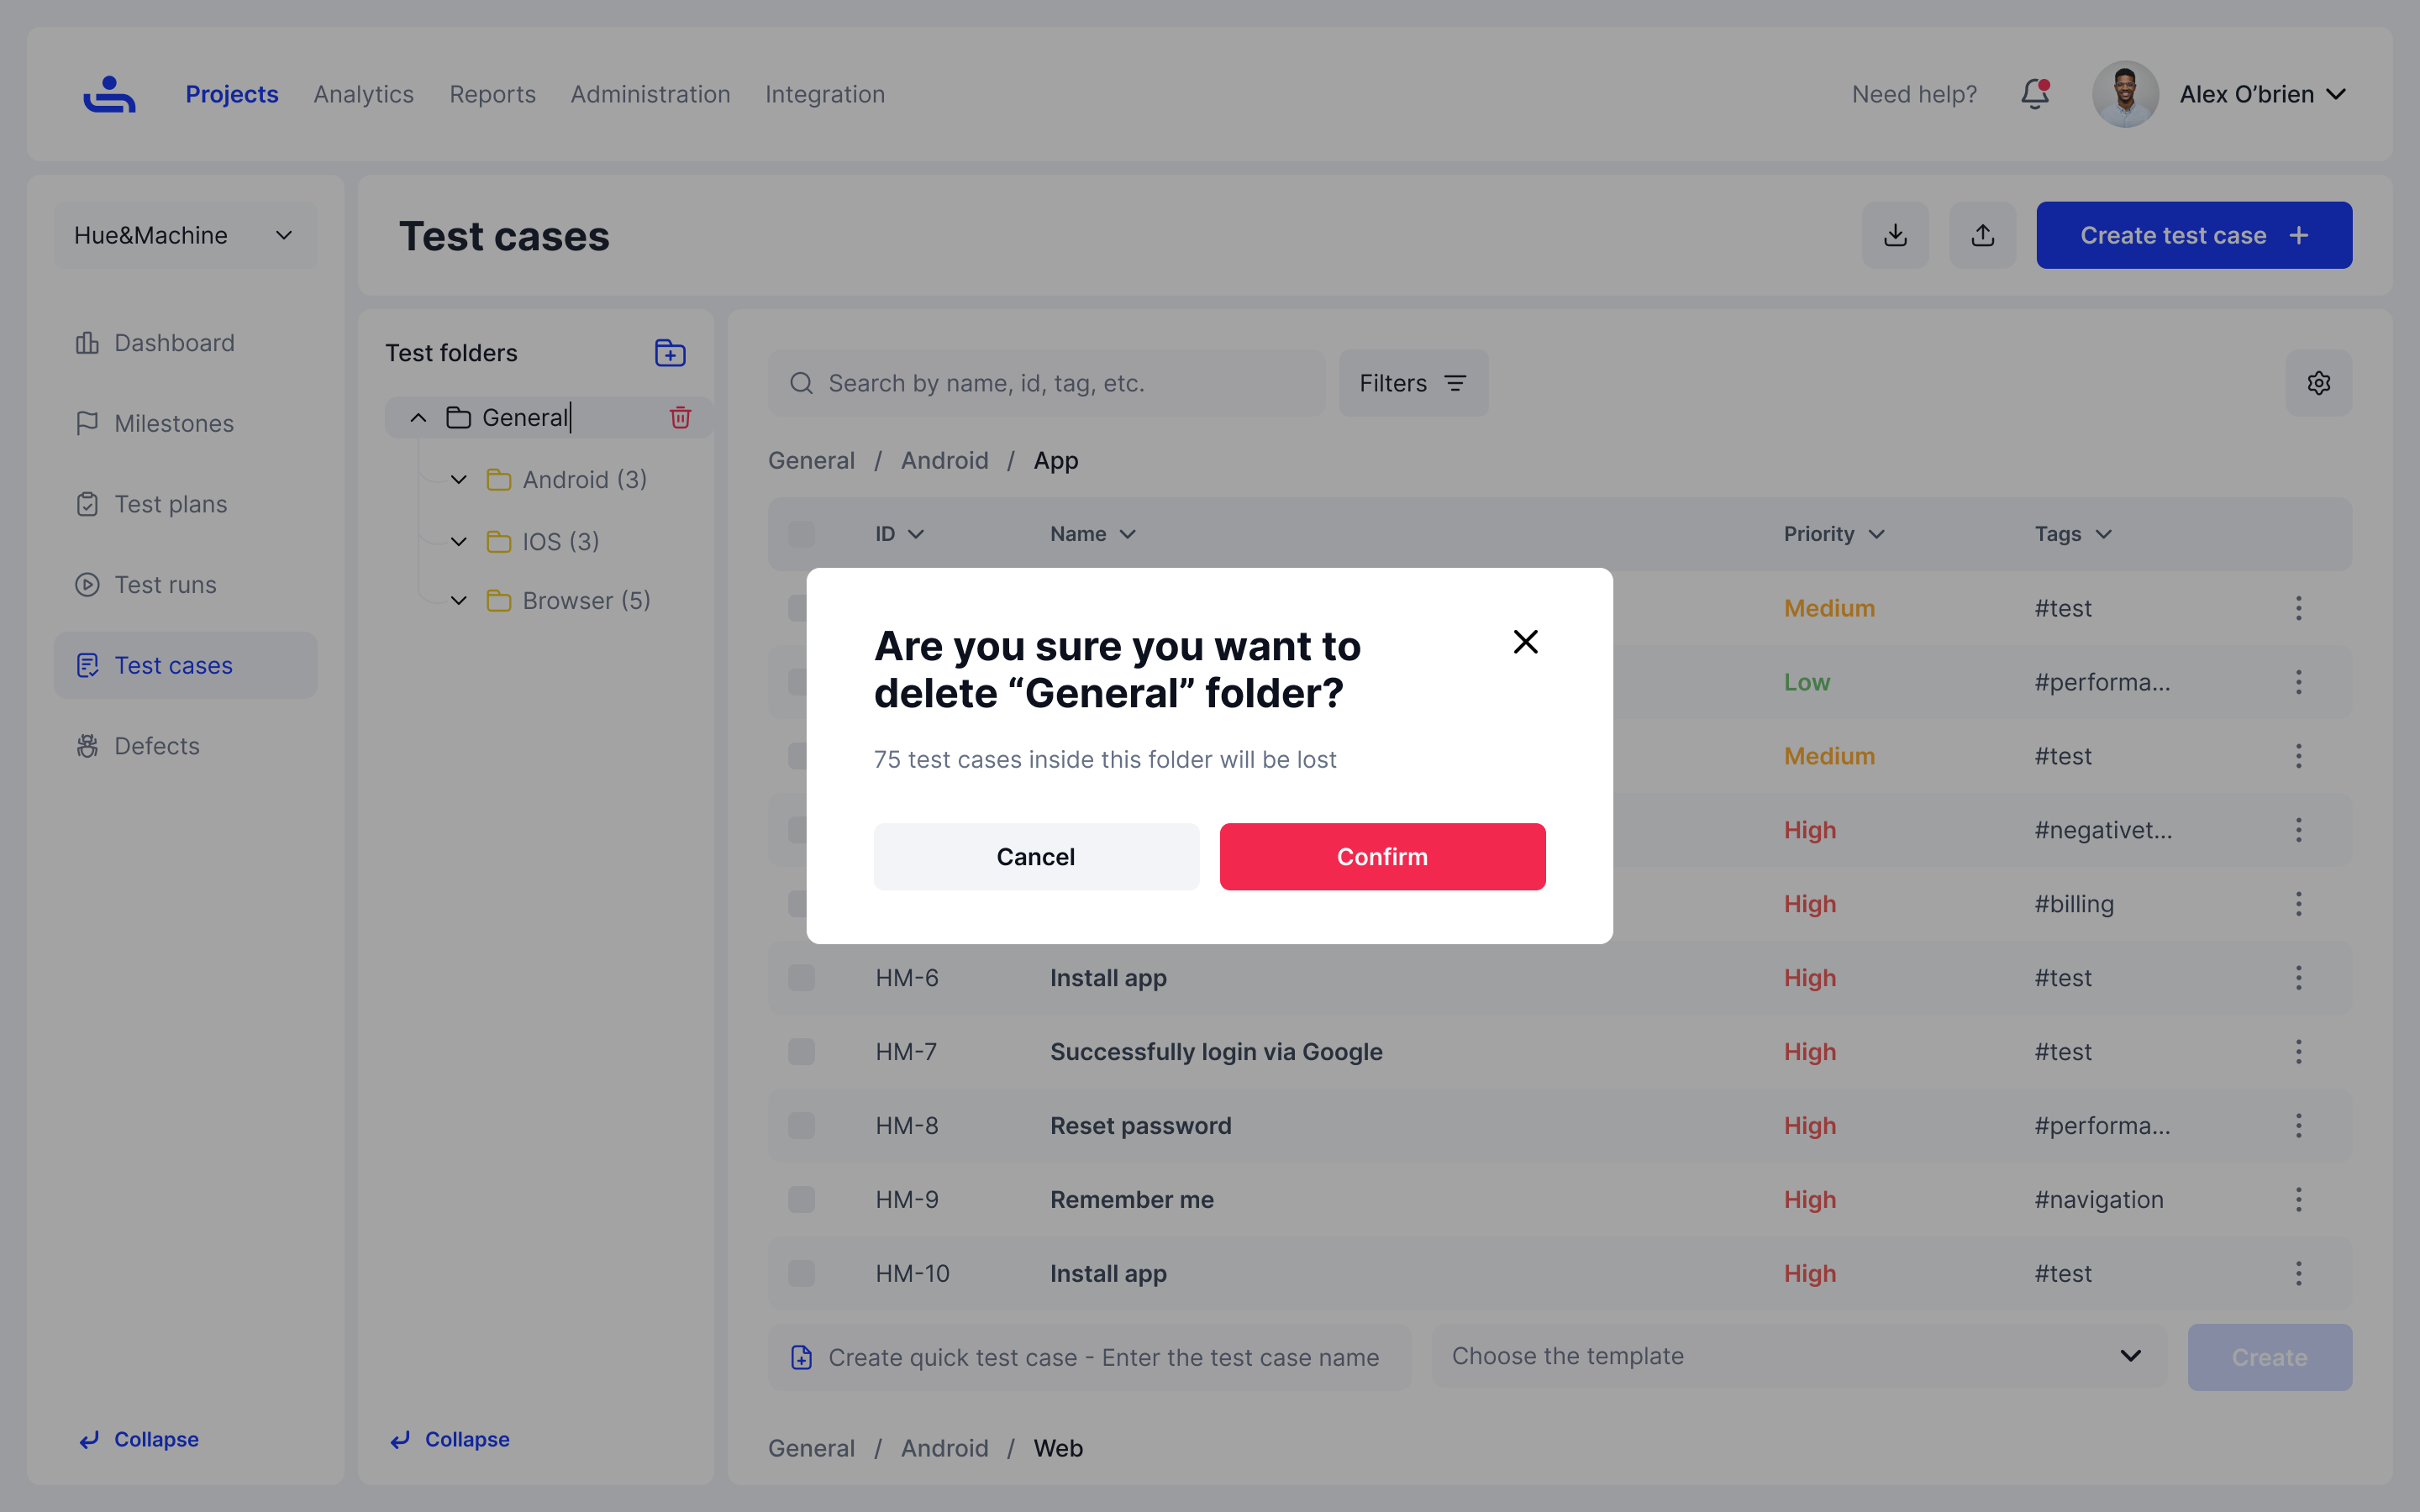 Projects
Analytics
Reports
Administration
Integration
Need help?
Alex O’brien
Hue&Machine
Dashboard
Milestones
Test plans
Test runs
Test cases
Defects
Collapse
Test cases
Create test case
Test folders
General
Android (3)
IOS (3)
Browser (5)
Collapse
Search by name, id, tag, etc.
Filters
General / Android / App
ID Name Priority Tags
Medium #test
Low #performa...
Medium #test
High #negativet...
High #billing
Are you sure you want to
delete “General” folder?
75 test cases inside this folder will be lost
Cancel
Confirm
HM-6 Install app High #test
HM-7 Successfully login via Google High #test
HM-8 Reset password High #performa...
HM-9 Remember me High #navigation
HM-10 Install app High #test
Create quick test case - Enter the test case name
Choose the template
Create
General / Android / Web